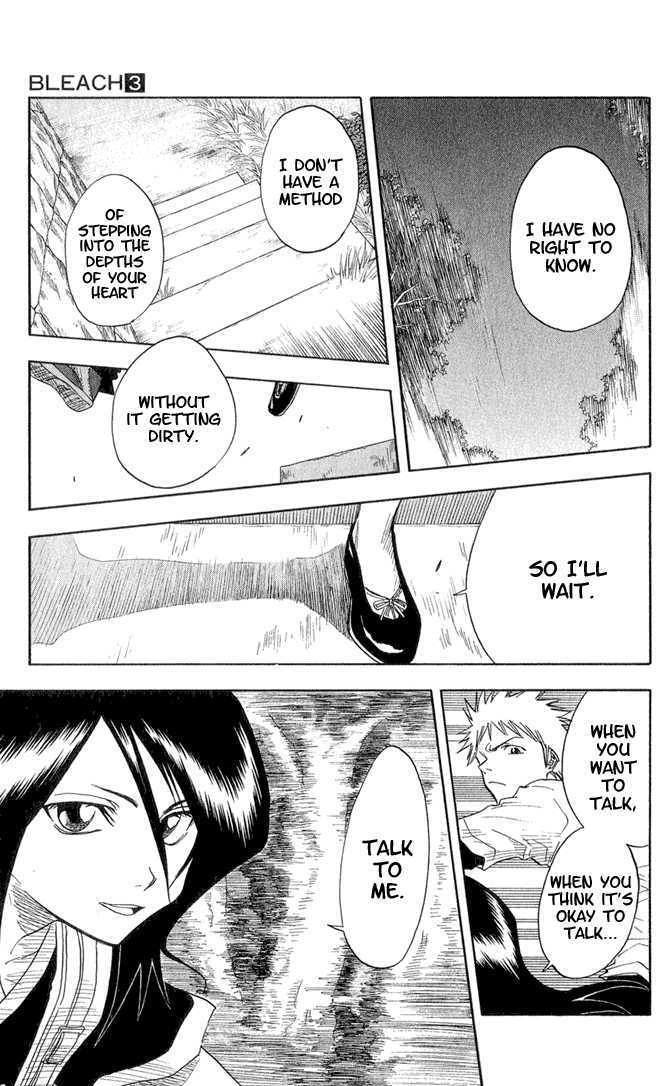 BLEACH 3
I HAVE NO
RIGHT TO
KNOW.
I DON'T
HAVE A
METHOD
OF
STEPPING
INTO THE
DEPTHS
OF YOUR
HEART
WITHOUT
IT GETTING
DIRTY.
SO I'LL
WAIT.
WHEN
YOU
WANT
TO
TALK,
WHEN YOU
THINK IT'S
OKAY TO
TALK...
TALK
TO
ME.